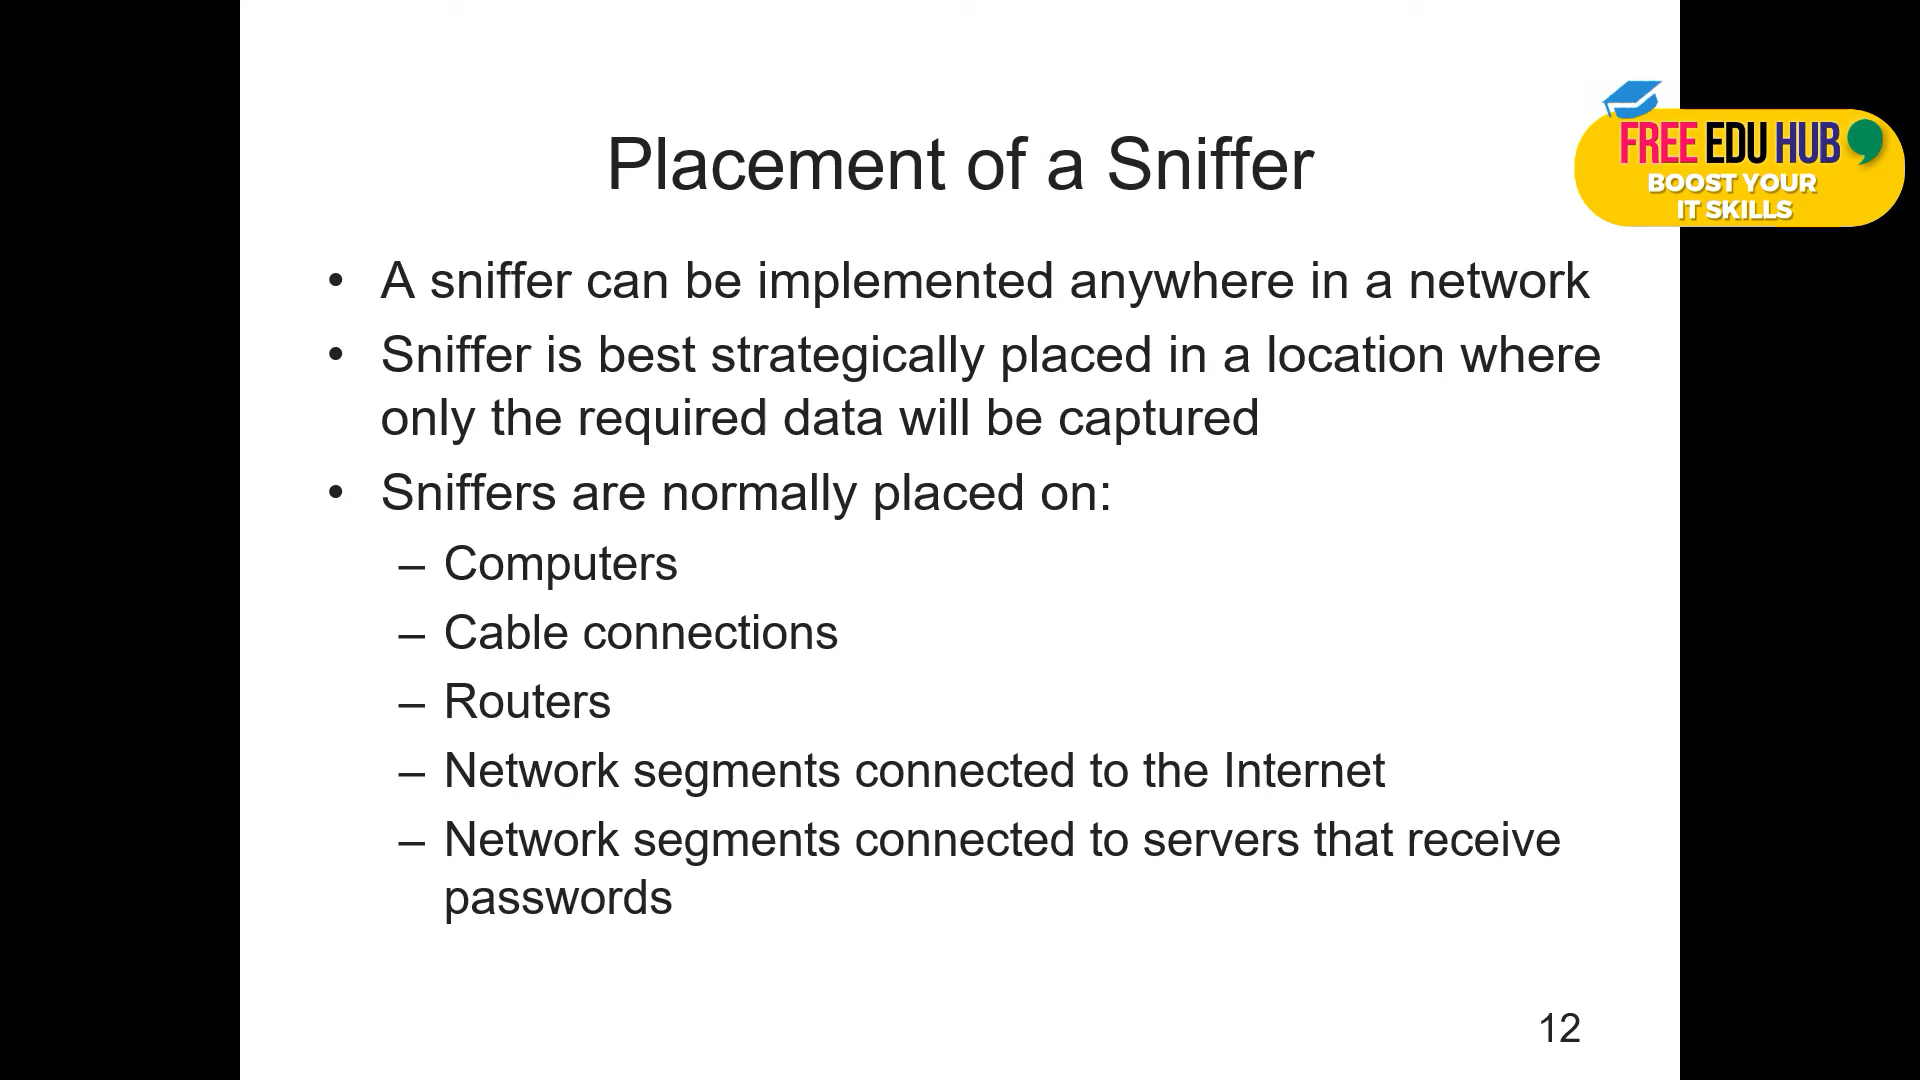 Placement of a Sniffer
FREE EDU HUB
BOOST YOUR
IT SKILLS
• A sniffer can be implemented anywhere in a network
• Sniffer is best strategically placed in a location where
only the required data will be captured
• Sniffers are normally placed on:
– Computers
– Cable connections
– Routers
– Network segments connected to the Internet
– Network segments connected to servers that receive
passwords
12